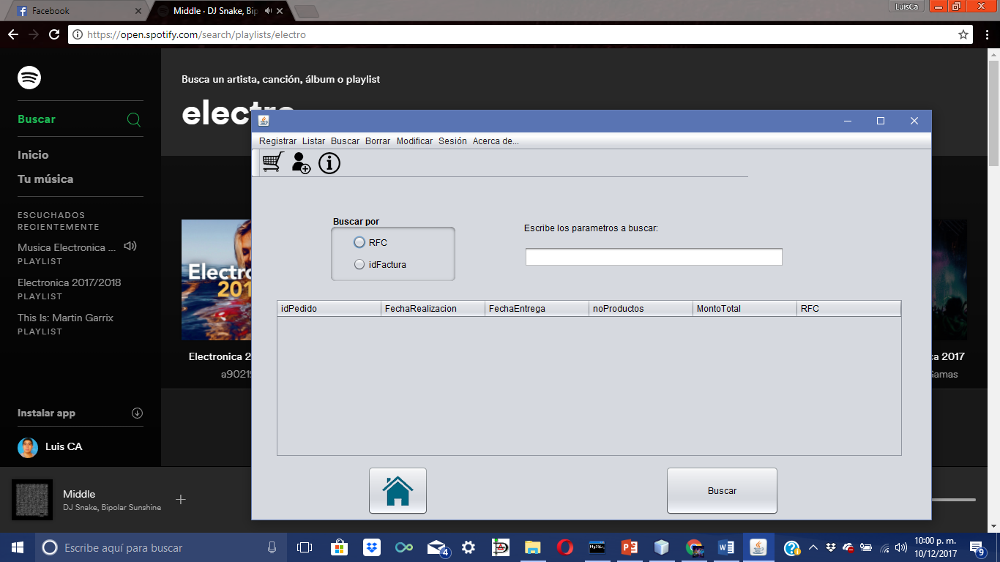 Facebook
Middle · DJ Snake, Bip
LuisCa
https://open.spotify.com/search/playlists/electro
Buscar
Inicio
Tu música
ESCUCHADOS
RECIENTEMENTE
Musica Electronica ...
PLAYLIST
Electronica 2017/2018
PLAYLIST
This Is: Martin Garrix
PLAYLIST
Instalar app
Luis CA
Busca un artista, canción, álbum o playlist
electro
Electro
201
Electronica 2
a9021
ca 2017
Gamas
Registrar Listar Buscar Borrar Modificar Sesión Acerca de...
Buscar por
RFC
idFactura
Escribe los parametros a buscar:
idPedido FechaRealizacion FechaEntrega noProductos MontoTotal RFC
Buscar
Middle
DJ Snake, Bipolar Sunshine
Escribe aquí para buscar
4
MySQL
10:00 p. m.
10/12/2017
9